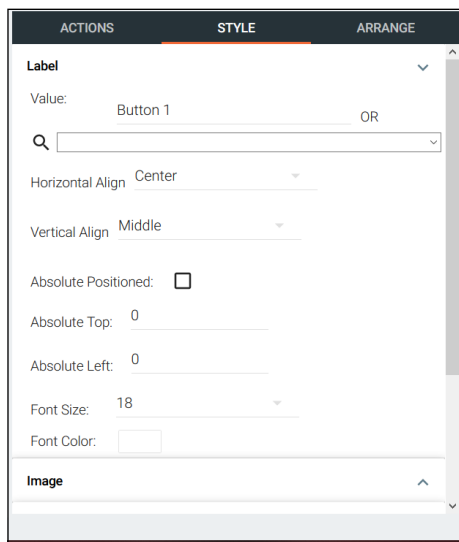 ACTIONS STYLE ARRANGE
Label
Value: Button 1 OR
Horizontal Align Center
Vertical Align Middle
Absolute Positioned:
Absolute Top: 0
Absolute Left: 0
Font Size: 18
Font Color:
Image